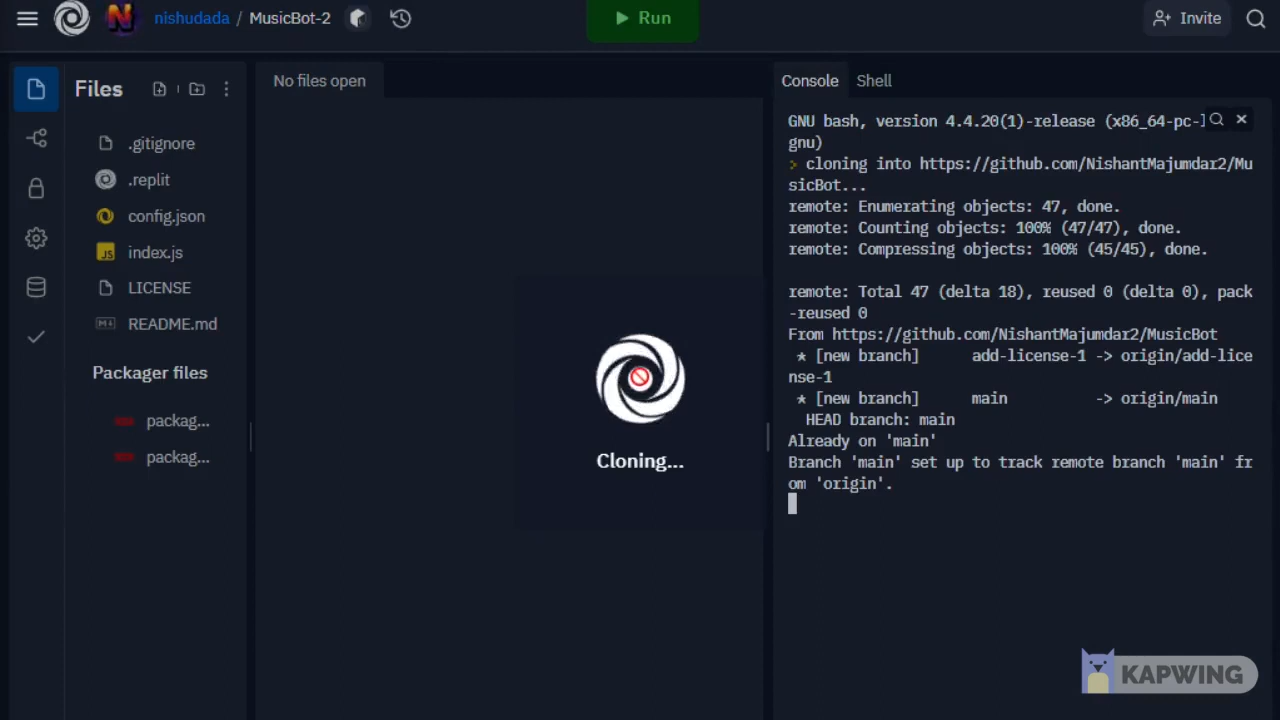 nishudada / MusicBot-2
Run
Invite
Files
No files open
Console
Shell
.gitignore
.replit
config.json
JS
index.js
LICENSE
README.md
Packager files
packag...
packag...
Cloning...
GNU bash, version 4.4.20(1)-release (x86_64-pc-l
gnu)
> cloning into https://github.com/NishantMajumdar2/Mu
sicBot...
remote: Enumerating objects: 47, done.
remote: Counting objects: 100% (47/47), done.
remote: Compressing objects: 100% (45/45), done.
remote: Total 47 (delta 18), reused 0 (delta 0), pack
-reused 0
From https://github.com/NishantMajumdar2/MusicBot
* [new branch] add-license-1 -> origin/add-lice
nse-1
* [new branch] main -> origin/main
HEAD branch: main
Already on 'main'
Branch 'main' set up to track remote branch 'main' fr
om 'origin'.
KAPWING